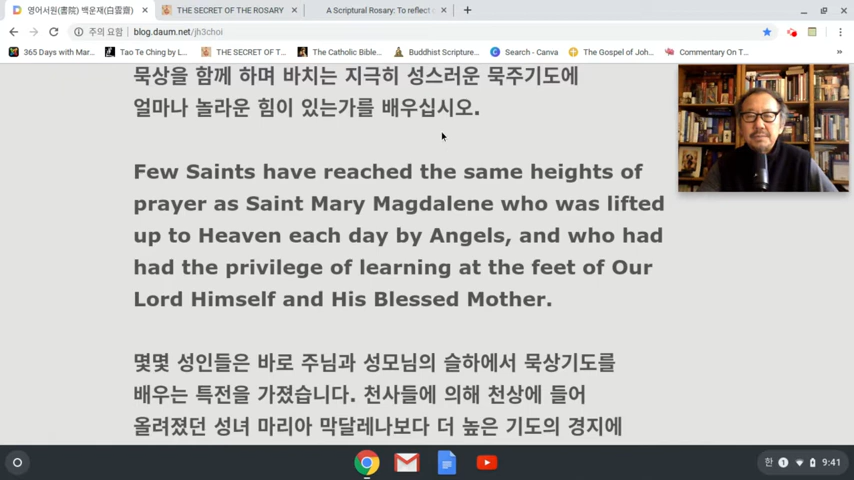 영어서원(書院) 백운재(白雲齋)
THE SECRET OF THE ROSARY
A Scriptural Rosary: To reflect
주의 요함
blog.daum.net/jh3choi
365 Days with Mar...
Tao Te Ching by L...
THE SECRET OF T...
The Catholic Bible...
Buddhist Scripture...
Search - Canva
The Gospel of Joh...
Commentary On T...
묵상을 함께 하며 바치는 지극히 성스러운 묵주기도에
얼마나 놀라운 힘이 있는가를 배우십시오.
Few Saints have reached the same heights of
prayer as Saint Mary Magdalene who was lifted
up to Heaven each day by Angels, and who had
had the privilege of learning at the feet of Our
Lord Himself and His Blessed Mother.
몇몇 성인들은 바로 주님과 성모님의 슬하에서 묵상기도를
배우는 특전을 가졌습니다. 천사들에 의해 천상에 들어
올려졌던 성녀 마리아 막달레나보다 더 높은 기도의 경지에
한
9:41